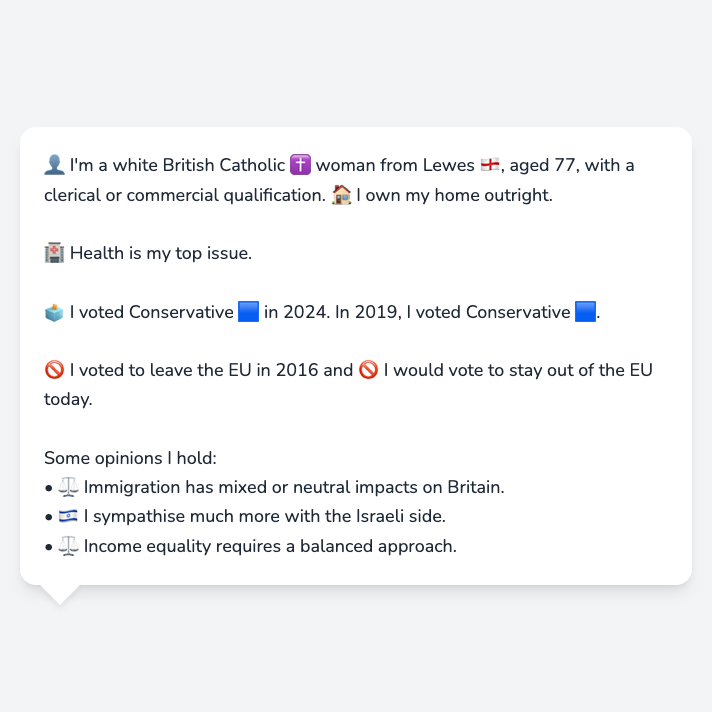 👤 I'm a white British Catholic ✝️ woman from Lewes 🏴󠁧󠁢󠁥󠁮󠁧󠁿, aged 77, with a
clerical or commercial qualification. 🏠 I own my home outright.
🏥 Health is my top issue.
🗳️ I voted Conservative 🟦 in 2024. In 2019, I voted Conservative 🟦.
🚫 I voted to leave the EU in 2016 and 🚫 I would vote to stay out of the EU
today.
Some opinions I hold:
• ⚖️ Immigration has mixed or neutral impacts on Britain.
• 🇮🇱 I sympathise much more with the Israeli side.
• ⚖️ Income equality requires a balanced approach.